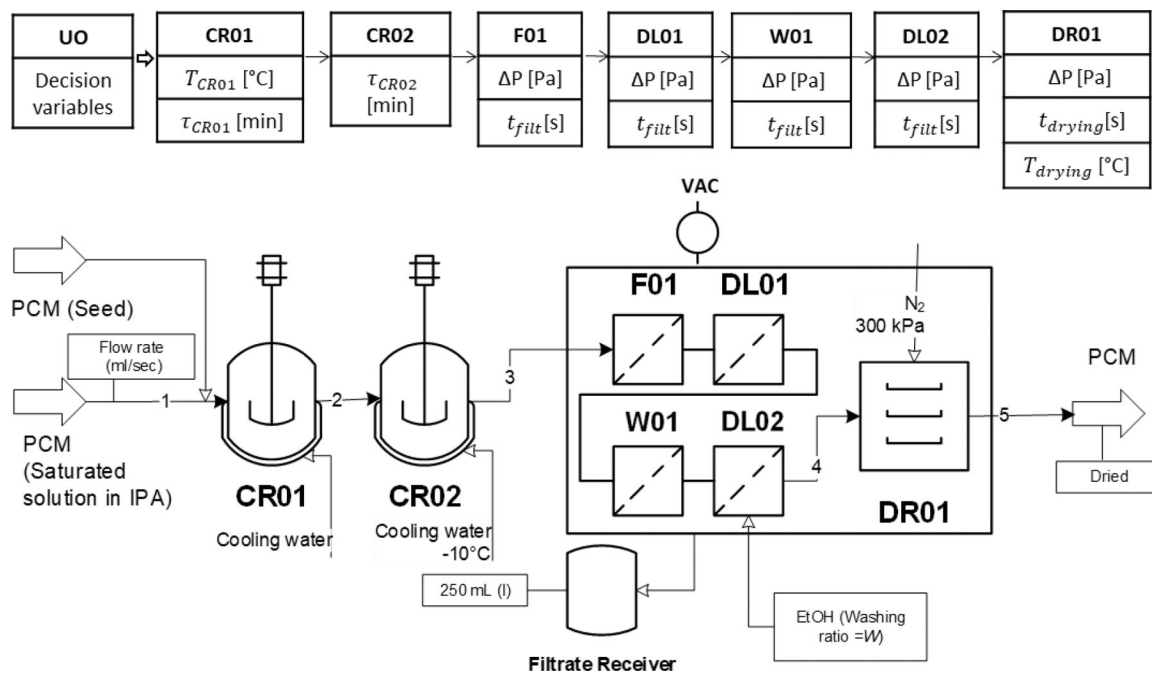 UO
Decision
variables
CR01
T_CR01 [°C]
τ_CR01 [min]
CR02
τ_CR02
[min]
F01
ΔP [Pa]
t_filt[s]
DL01
ΔP [Pa]
t_filt[s]
W01
ΔP [Pa]
t_filt[s]
DL02
ΔP [Pa]
t_filt[s]
DR01
ΔP [Pa]
t_drying[s]
T_drying [°C]
VAC
PCM (Seed)
Flow rate
(ml/sec)
1
PCM
(Saturated
solution in IPA)
CR01
Cooling water
2
CR02
Cooling water
-10°C
3
F01
DL01
W01
DL02
4
N2
300 kPa
DR01
5
PCM
Dried
250 mL (l)
Filtrate Receiver
EtOH (Washing
ratio =W)